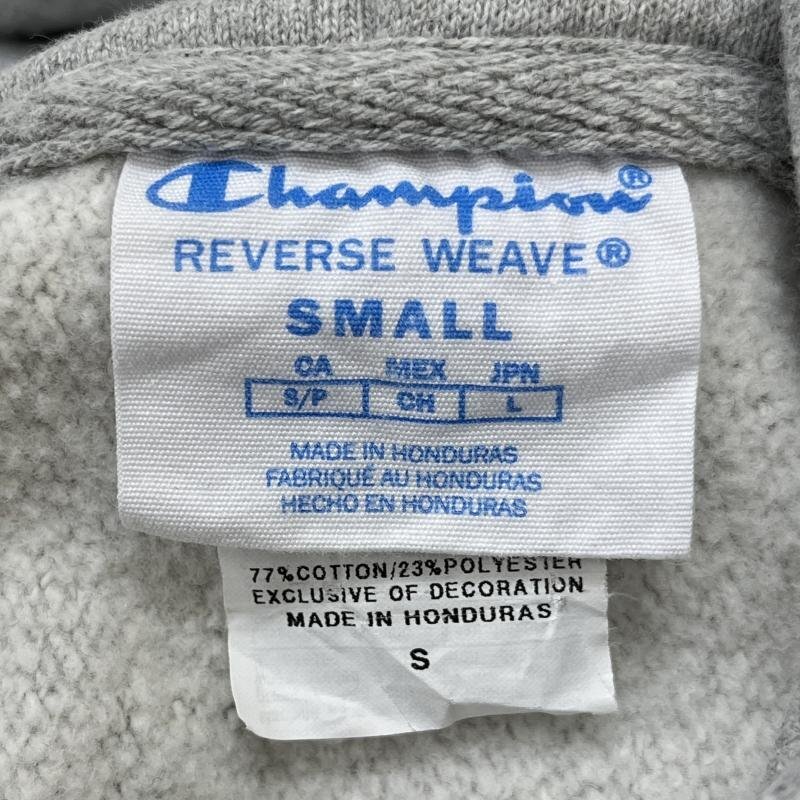 Champion®
REVERSE WEAVE®
SMALL
CA MEX JPN
S/P CH L
MADE IN HONDURAS
FABRIQUÉ AU HONDURAS
HECHO EN HONDURAS
77%COTTON/23%POLYESTER
EXCLUSIVE OF DECORATION
MADE IN HONDURAS
S